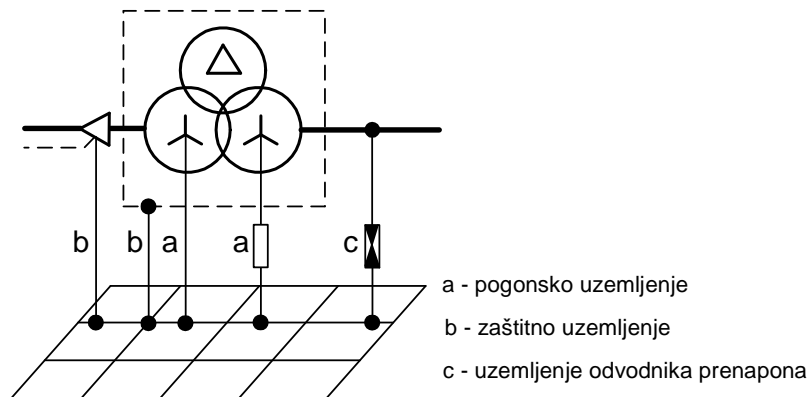 b b a a c
a - pogonsko uzemljenje
b - zaštitno uzemljenje
c - uzemljenje odvodnika prenapona